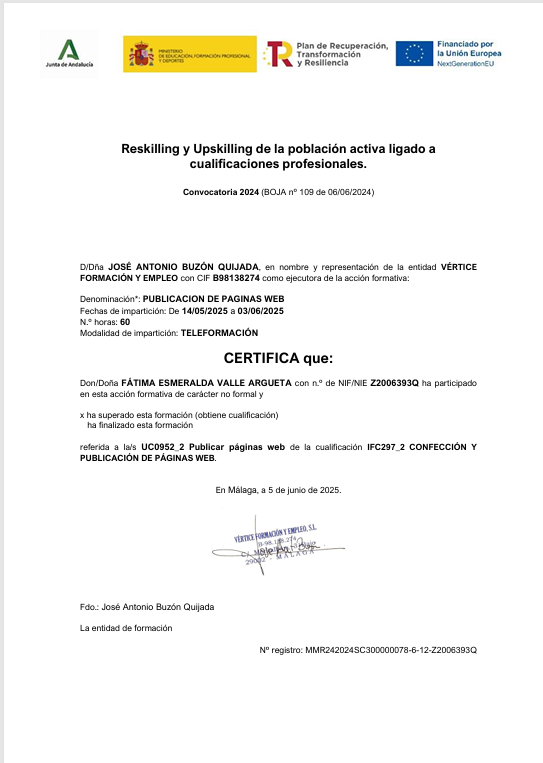 Junta de Andalucía
MINISTERIO
DE EDUCACIÓN, FORMACIÓN PROFESIONAL
Y DEPORTES
Plan de Recuperación,
Transformación
y Resiliencia
Financiado por
la Unión Europea
NextGenerationEU
Reskilling y Upskilling de la población activa ligado a
cualificaciones profesionales.
Convocatoria 2024 (BOJA nº 109 de 06/06/2024)
D/Dña JOSÉ ANTONIO BUZÓN QUIJADA, en nombre y representación de la entidad VÉRTICE
FORMACIÓN Y EMPLEO con CIF B98138274 como ejecutora de la acción formativa:
Denominación*: PUBLICACION DE PAGINAS WEB
Fechas de impartición: De 14/05/2025 a 03/06/2025
N.º horas: 60
Modalidad de impartición: TELEFORMACIÓN
CERTIFICA que:
Don/Doña FÁTIMA ESMERALDA VALLE ARGUETA con n.º de NIF/NIE Z2006393Q ha participado
en esta acción formativa de carácter no formal y
x ha superado esta formación (obtiene cualificación)
ha finalizado esta formación
referida a la/s UC0952_2 Publicar páginas web de la cualificación IFC297_2 CONFECCIÓN Y
PUBLICACIÓN DE PÁGINAS WEB.
En Málaga, a 5 de junio de 2025.
VÉRTICE FORMACIÓN Y EMPLEO, S.L.
MÁLAGA
Fdo.: José Antonio Buzón Quijada
La entidad de formación
Nº registro: MMR242024SC300000078-6-12-Z2006393Q